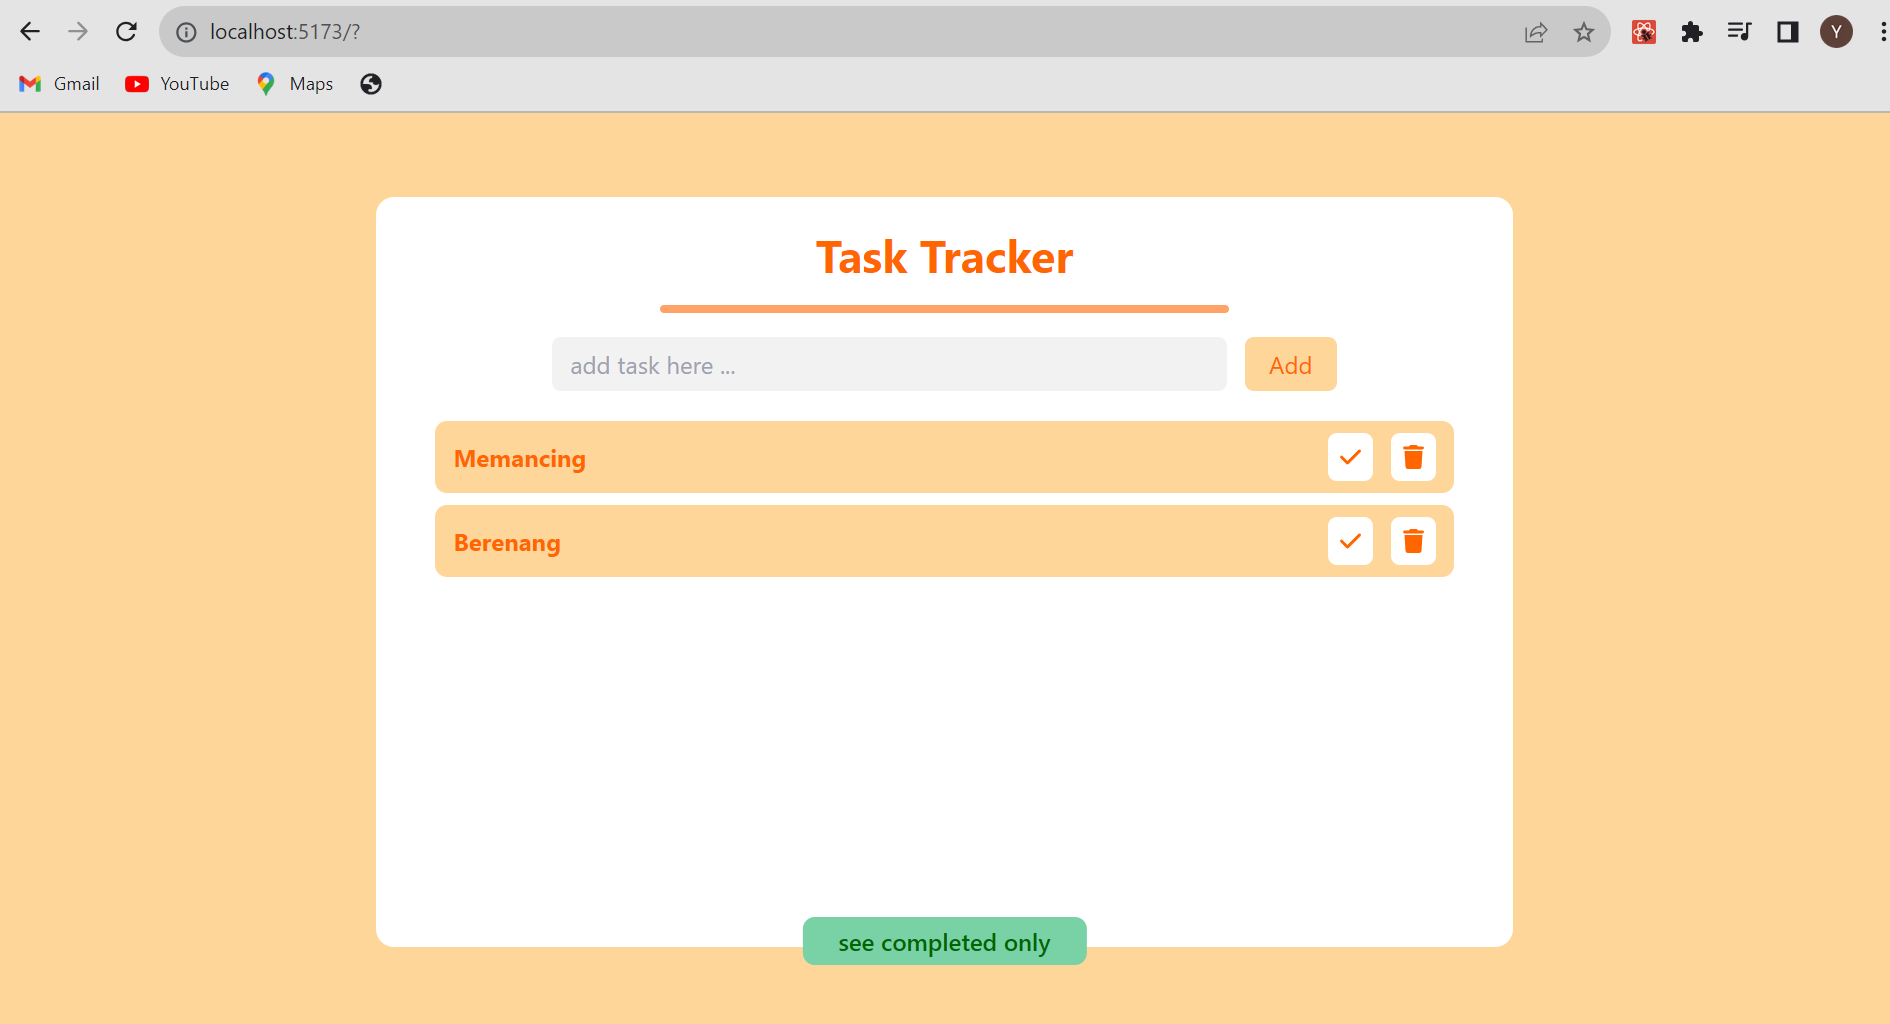 localhost:5173/?
Y
Gmail
YouTube
Maps
Task Tracker
add task here ...
Add
Memancing
Berenang
see completed only